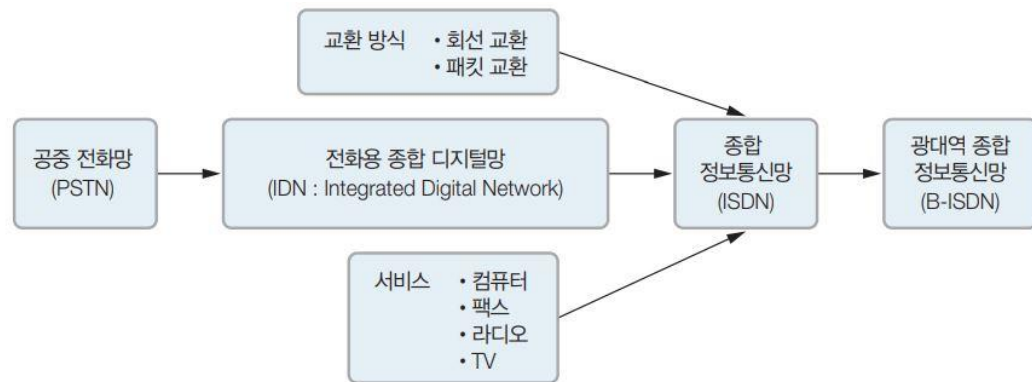 교환 방식 • 회선 교환
• 패킷 교환
공중 전화망
(PSTN)
전화용 종합 디지털망
(IDN : Integrated Digital Network)
종합
정보통신망
(ISDN)
광대역 종합
정보통신망
(B-ISDN)
서비스 • 컴퓨터
• 팩스
• 라디오
• TV